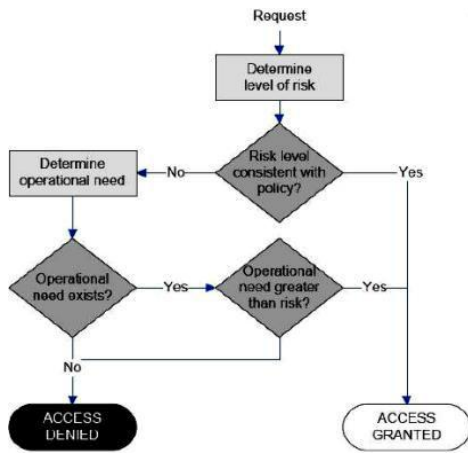 Request
Determine
level of risk
Risk level
consistent with
policy?
No
Yes
Determine
operational need
Operational
need exists?
Yes
Operational
need greater
than risk?
Yes
No
ACCESS
DENIED
ACCESS
GRANTED